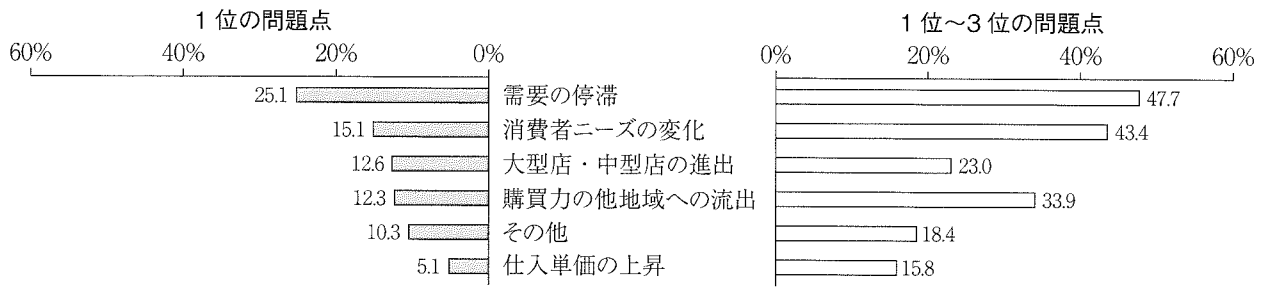 1位の問題点 1位～3位の問題点
60% 40% 20% 0% 0% 20% 40% 60%
25.1 需要の停滞 47.7
15.1 消費者ニーズの変化 43.4
12.6 大型店・中型店の進出 23.0
12.3 購買力の他地域への流出 33.9
10.3 その他 18.4
5.1 仕入単価の上昇 15.8